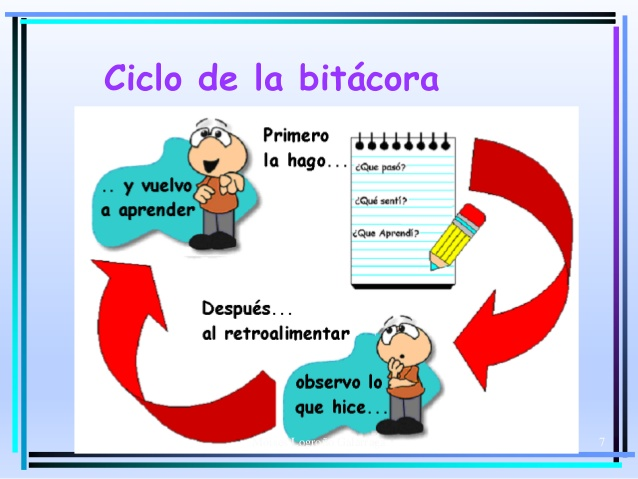 Ciclo de la bitácora
Primero
la hago...
¿Que pasó?
¿Qué sentí?
¿Que Aprendí?
.. y vuelvo
a aprender
Después...
al retroalimentar
observo lo
que hice...
7